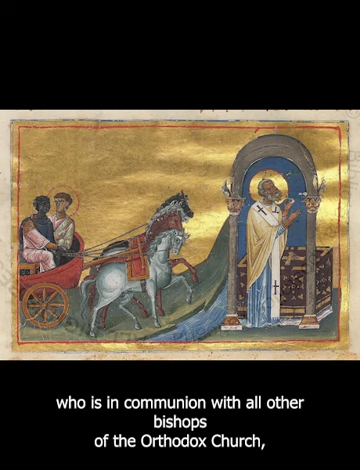 who is in communion with all other
bishops
of the Orthodox Church,